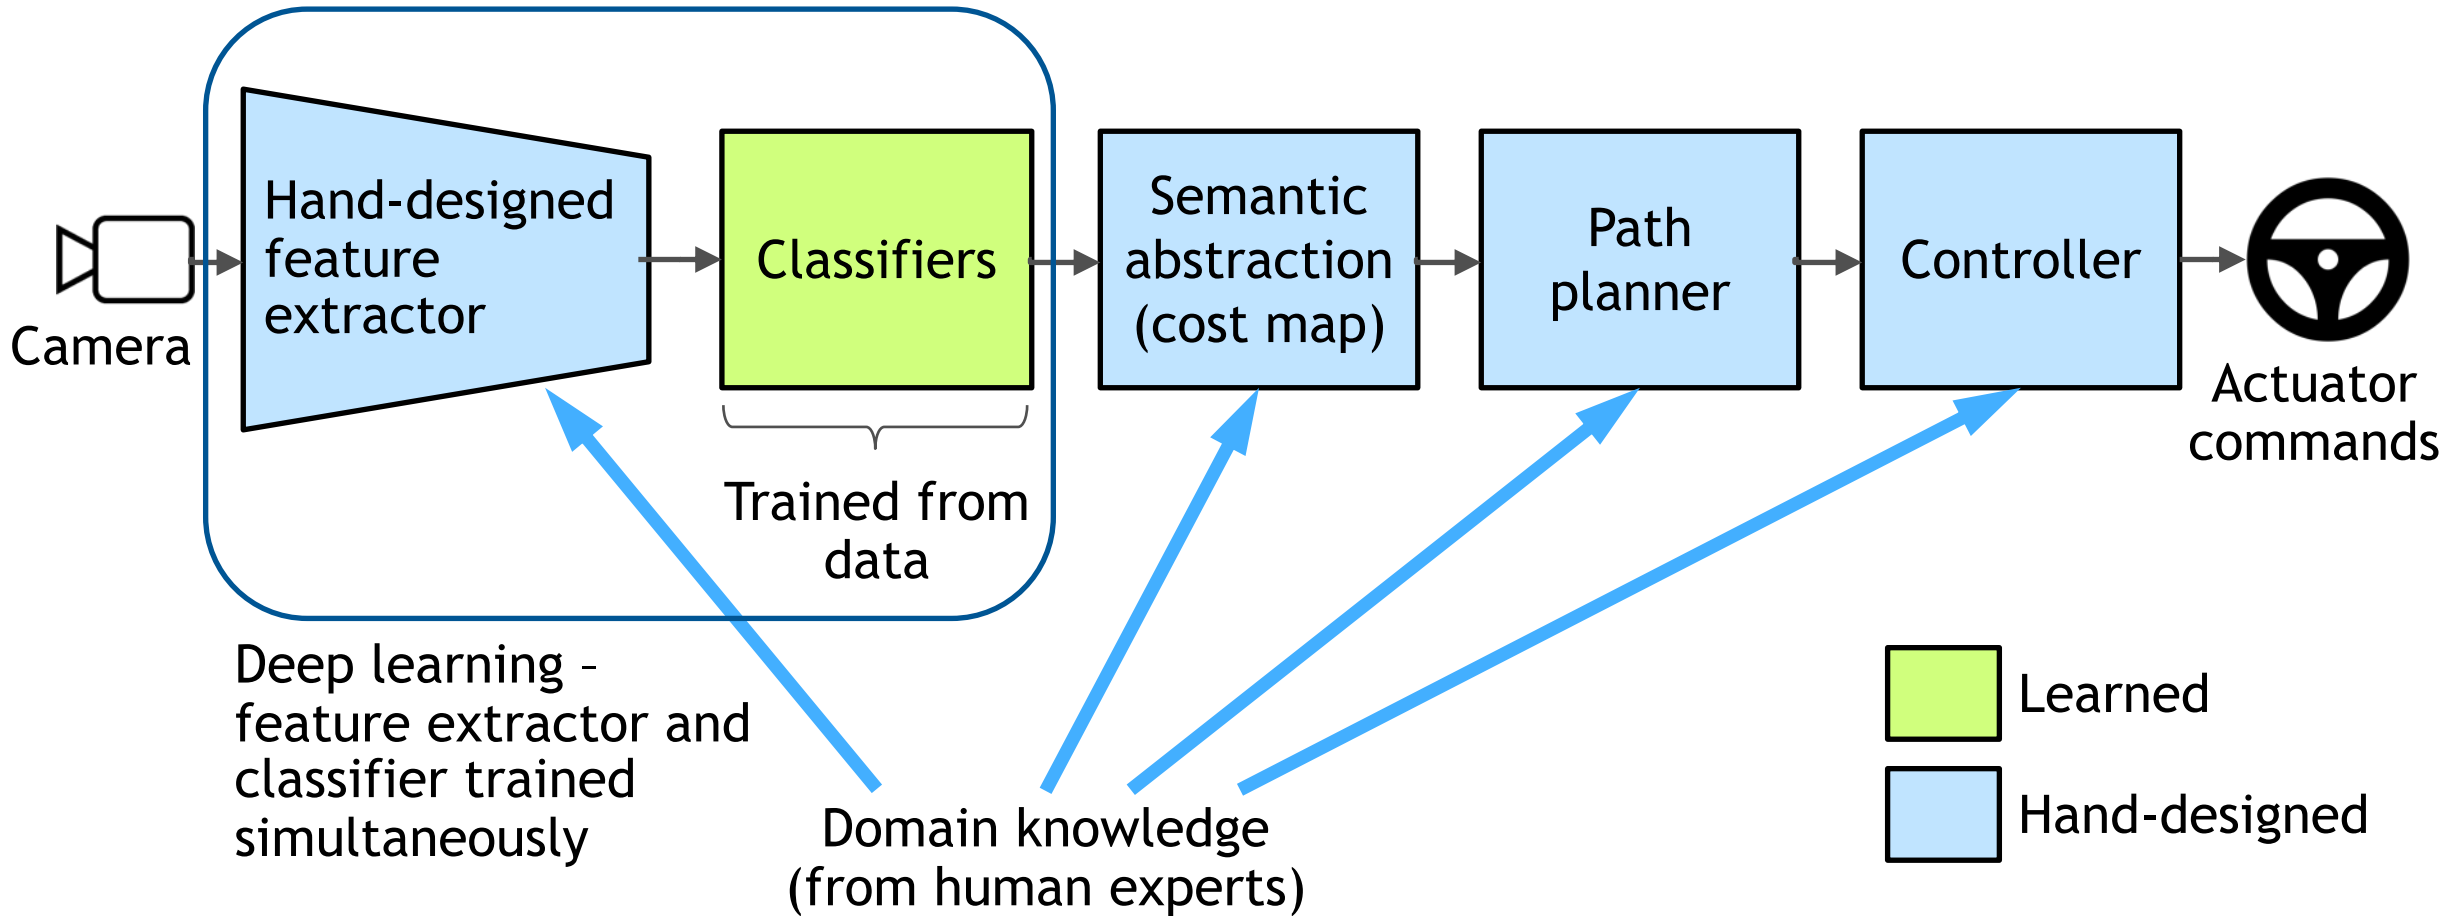 Camera
Hand-designed
feature
extractor
Classifiers
Trained from
data
Semantic
abstraction
(cost map)
Path
planner
Controller
Actuator
commands
Deep learning –
feature extractor and
classifier trained
simultaneously
Domain knowledge
(from human experts)
Learned
Hand-designed